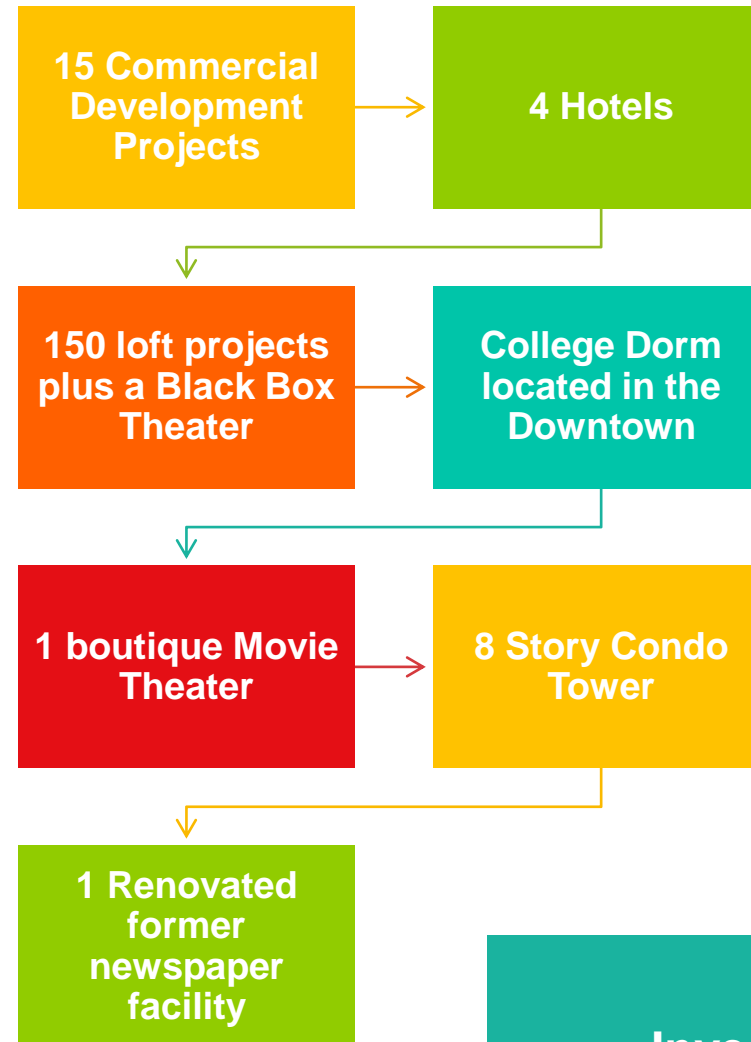 15 Commercial
Development
Projects
4 Hotels
150 loft projects
plus a Black Box
Theater
College Dorm
located in the
Downtown
1 boutique Movie
Theater
8 Story Condo
Tower
1 Renovated
former
newspaper
facility